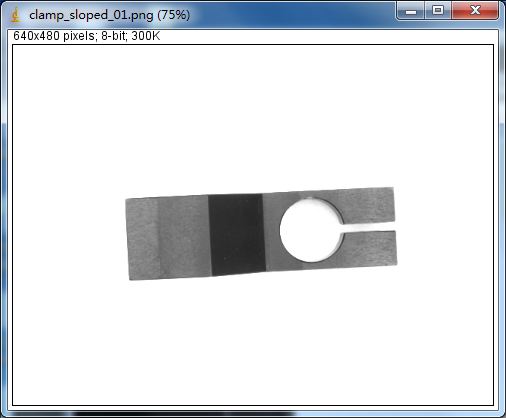 clamp_sloped_01.png (75%)
640x480 pixels; 8-bit; 300K